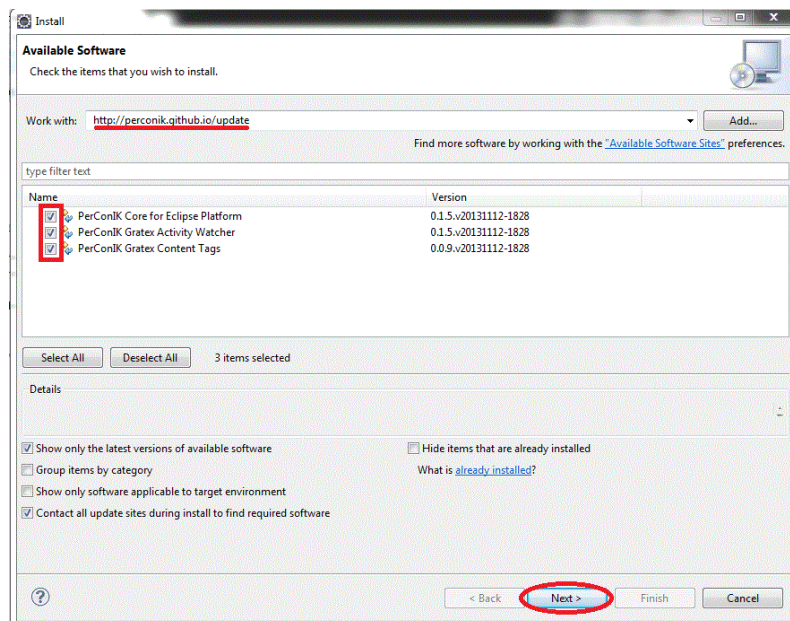 Install
Available Software
Check the items that you wish to install.
Work with: http://perconik.github.io/update Add...
Find more software by working with the "Available Software Sites" preferences.
type filter text
Name Version
PerConIK Core for Eclipse Platform 0.1.5.v20131112-1828
PerConIK Gratex Activity Watcher 0.1.5.v20131112-1828
PerConIK Gratex Content Tags 0.0.9.v20131112-1828
Select All Deselect All 3 items selected
Details
Show only the latest versions of available software Hide items that are already installed
Group items by category What is already installed?
Show only software applicable to target environment
Contact all update sites during install to find required software
? < Back Next > Finish Cancel